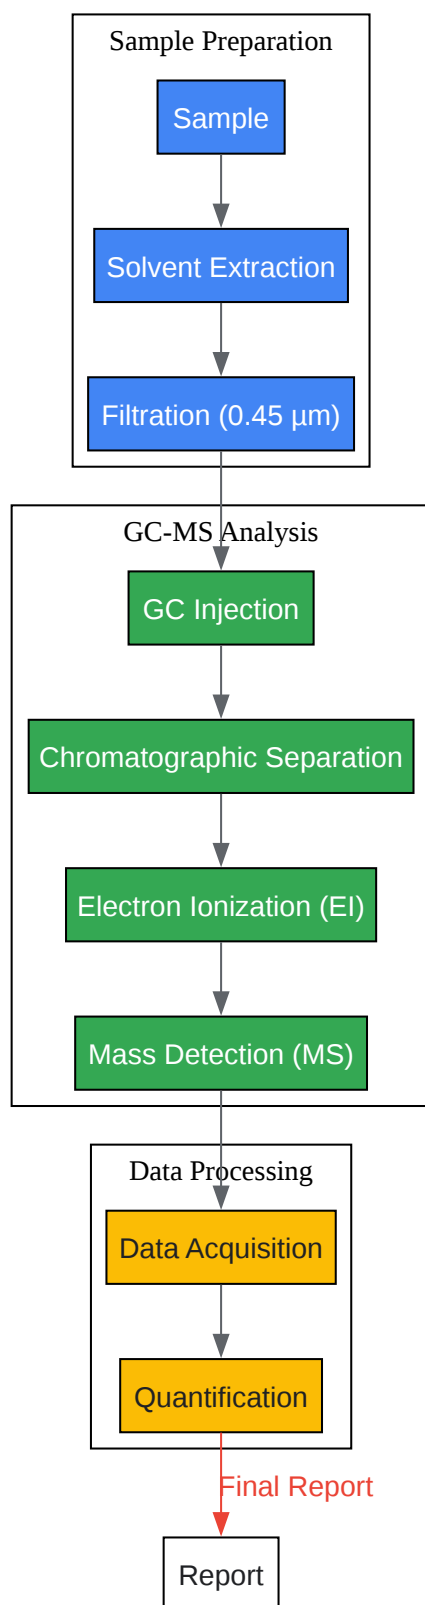 Sample Preparation
Sample
Solvent Extraction
Filtration (0.45 µm)
GC-MS Analysis
GC Injection
Chromatographic Separation
Electron Ionization (EI)
Mass Detection (MS)
Data Processing
Data Acquisition
Quantification
Final Report
Report